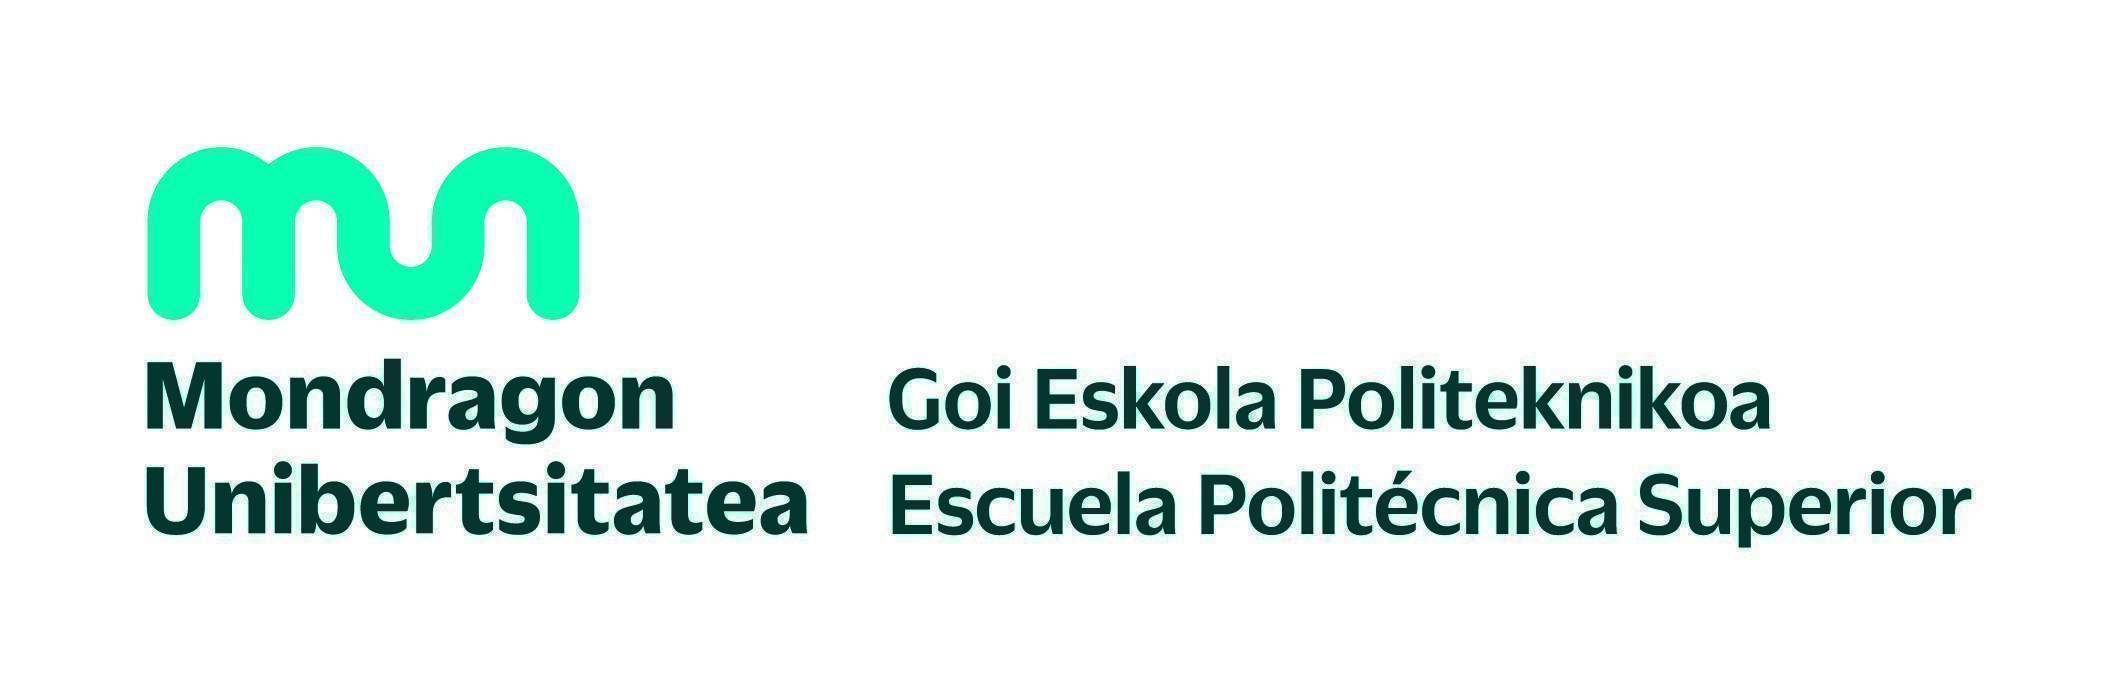 Mondragon
Unibertsitatea
Goi Eskola Politeknikoa
Escuela Politécnica Superior